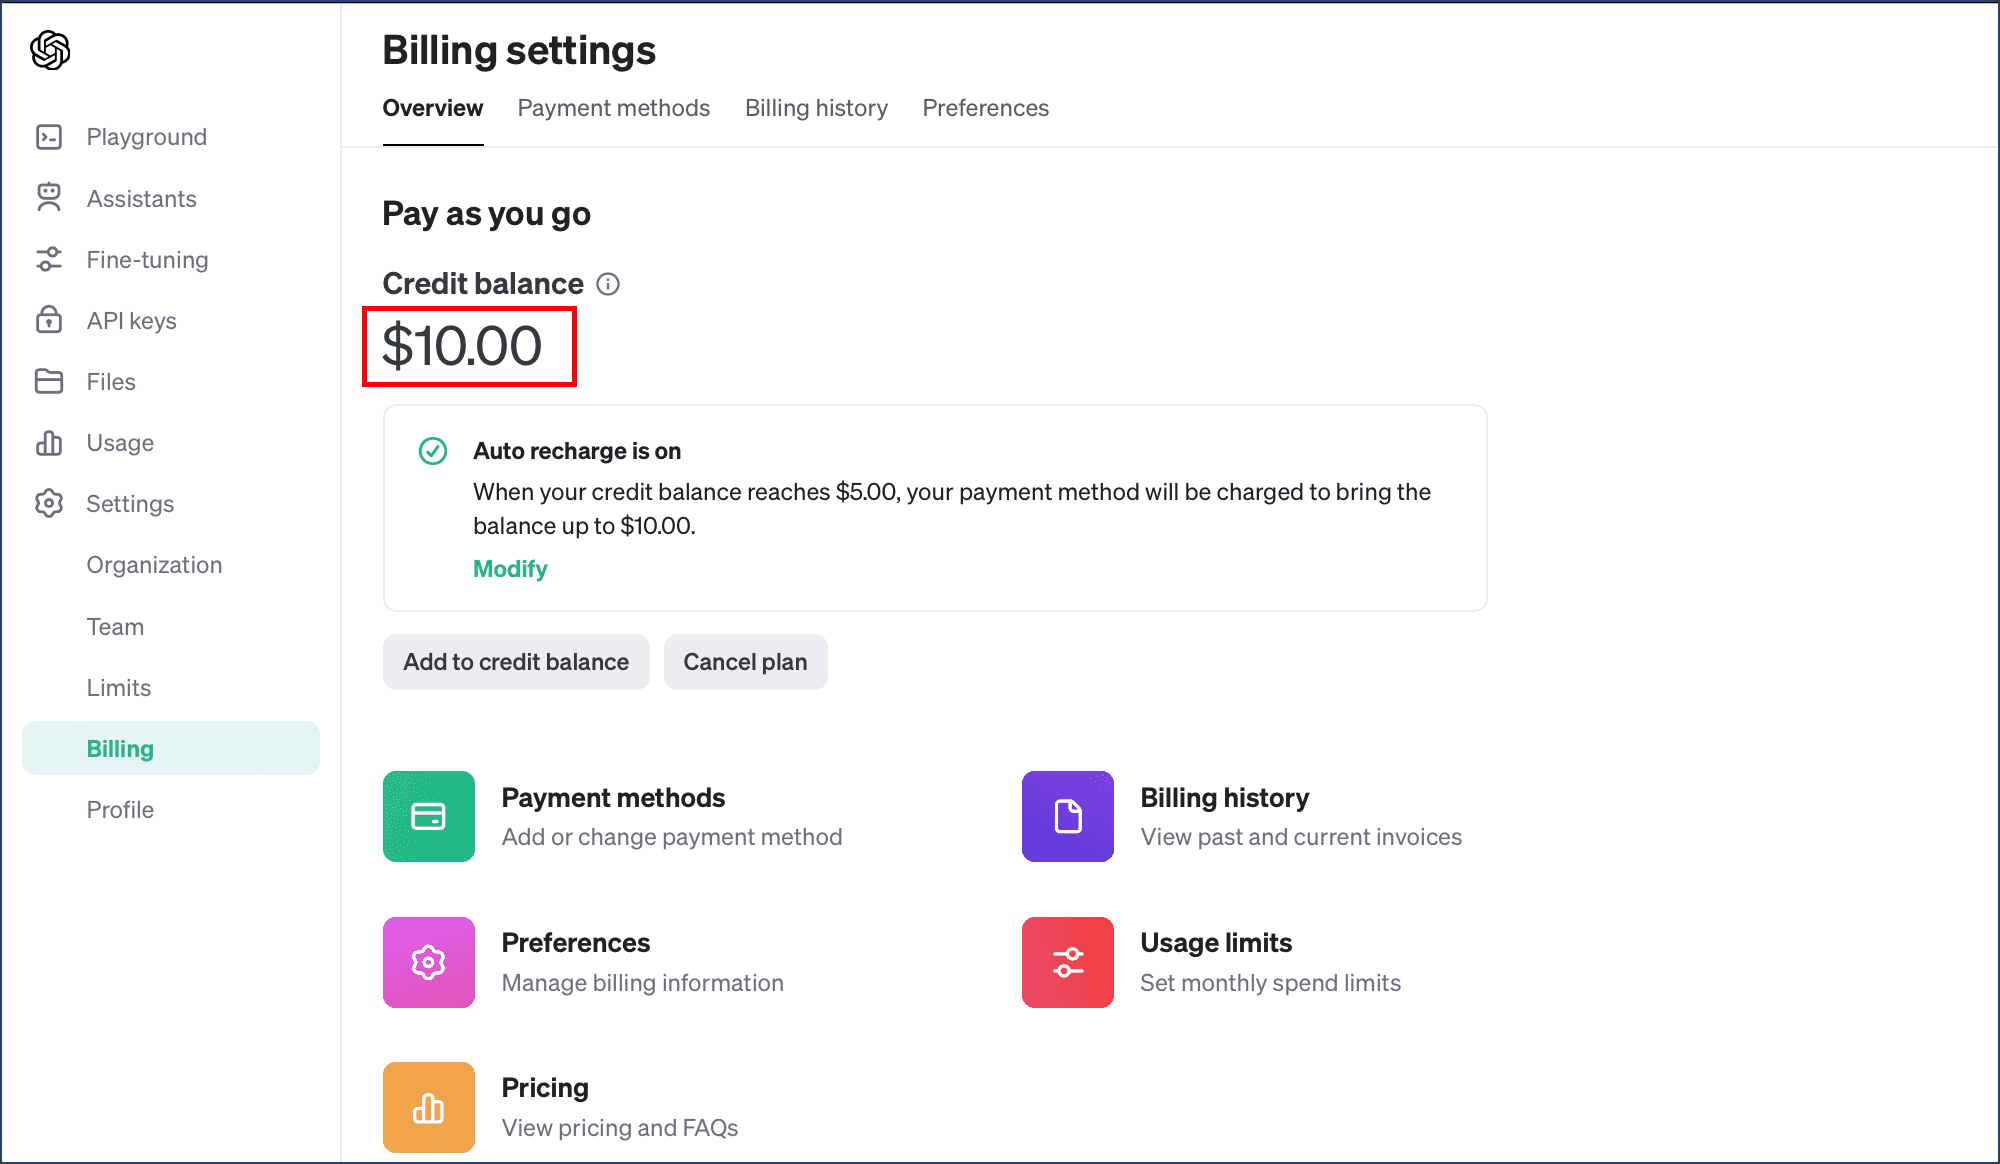 Billing settings
Overview Payment methods Billing history Preferences
Playground
Assistants
Fine-tuning
API keys
Files
Usage
Settings
Organization
Team
Limits
Billing
Profile
Pay as you go
Credit balance
$10.00
Auto recharge is on
When your credit balance reaches $5.00, your payment method will be charged to bring the
balance up to $10.00.
Modify
Add to credit balance Cancel plan
Payment methods
Add or change payment method
Billing history
View past and current invoices
Preferences
Manage billing information
Usage limits
Set monthly spend limits
Pricing
View pricing and FAQs